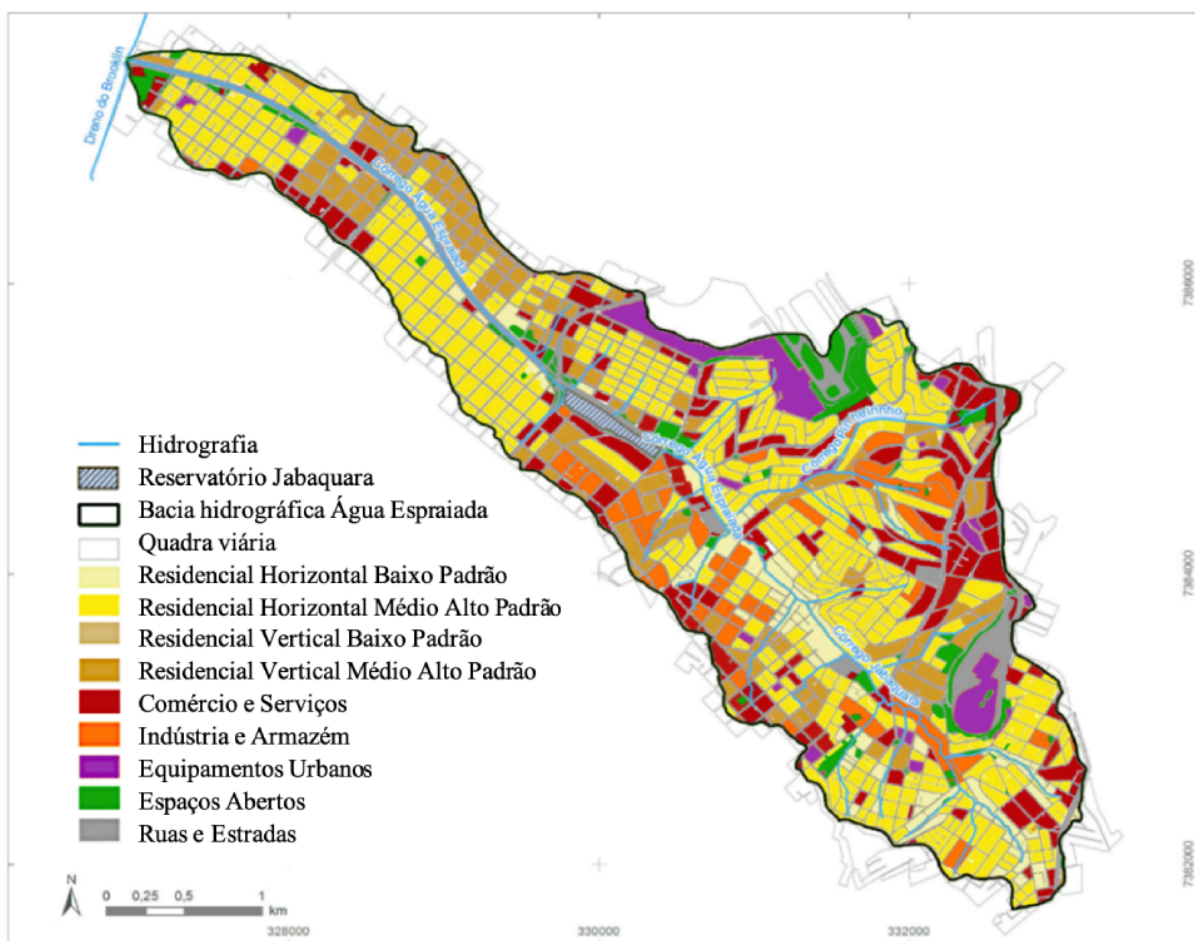 Dreno do Brooklin
Córrego Água Espraiada
7386000
Córrego Pinheirinho
Córrego Água Espraiada
Hidrografia
Reservatório Jabaquara
Bacia hidrográfica Água Espraiada
Quadra viária
Residencial Horizontal Baixo Padrão
Residencial Horizontal Médio Alto Padrão
Residencial Vertical Baixo Padrão
Residencial Vertical Médio Alto Padrão
Comércio e Serviços
Indústria e Armazém
Equipamentos Urbanos
Espaços Abertos
Ruas e Estradas
7384000
Córrego Jabaquara
7382000
N
0 0,25 0,5 1
km
328000 330000 332000